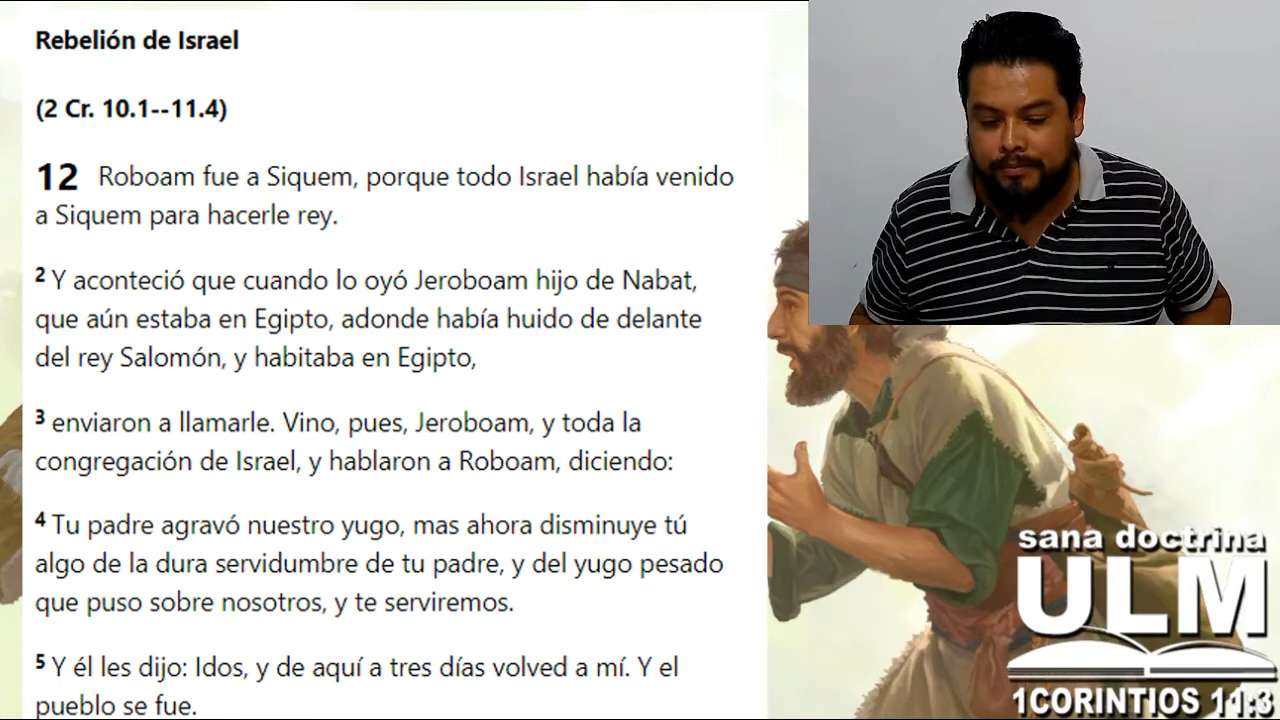 Rebelión de Israel
(2 Cr. 10.1--11.4)
12 Roboam fue a Siquem, porque todo Israel había venido
a Siquem para hacerle rey.
2 Y aconteció que cuando lo oyó Jeroboam hijo de Nabat,
que aún estaba en Egipto, adonde había huido de delante
del rey Salomón, y habitaba en Egipto,
3 enviaron a llamarle. Vino, pues, Jeroboam, y toda la
congregación de Israel, y hablaron a Roboam, diciendo:
4 Tu padre agravó nuestro yugo, mas ahora disminuye tú
algo de la dura servidumbre de tu padre, y del yugo pesado
que puso sobre nosotros, y te serviremos.
5 Y él les dijo: Idos, y de aquí a tres días volved a mí. Y el
pueblo se fue.
sana doctrina
ULM
1CORINTIOS 11:3